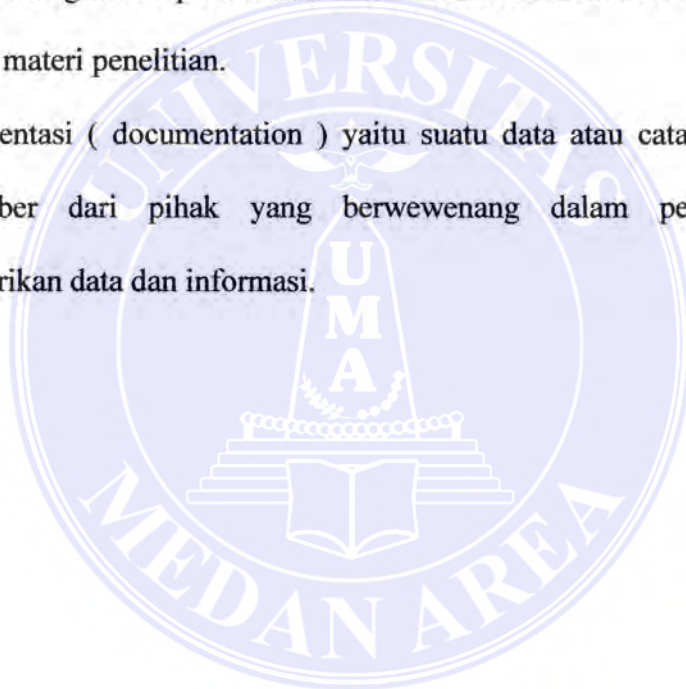 materi penelitian.
entasi ( documentation ) yaitu suatu data atau cata
ber dari pihak yang berwewenang dalam pe
rikan data dan informasi.
UNIVERSITAS
UMA
MEDAN AREA